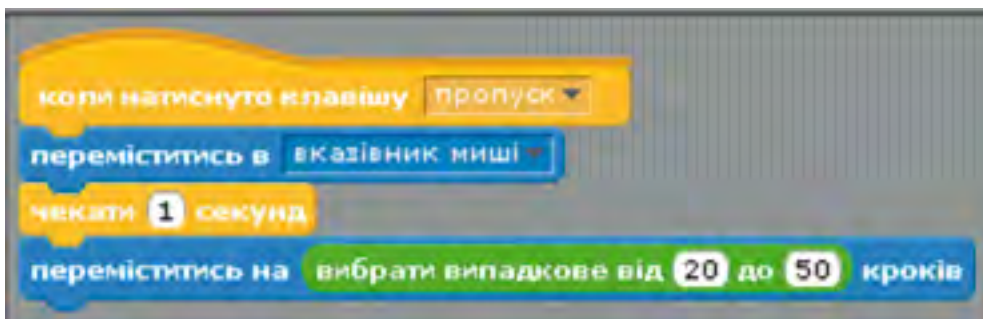 коли натиснуто клавішу пропуск
переміститись в вказівник миші
чекати 1 секунд
переміститись на вибрати випадкове від 20 до 50 кроків